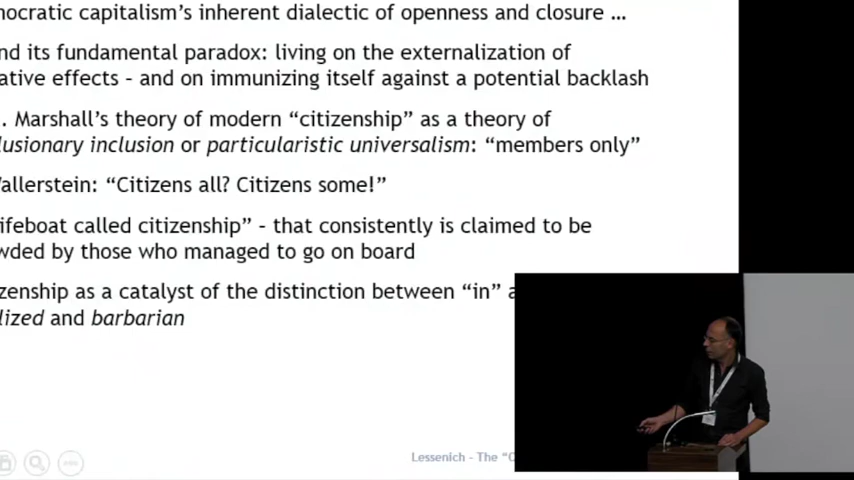 nocratic capitalism's inherent dialectic of openness and closure …
nd its fundamental paradox: living on the externalization of
ative effects – and on immunizing itself against a potential backlash
. Marshall's theory of modern “citizenship” as a theory of
lusionary inclusion or particularistic universalism: “members only”
allerstein: “Citizens all? Citizens some!”
ifeboat called citizenship” – that consistently is claimed to be
wded by those who managed to go on board
zenship as a catalyst of the distinction between “in” a
lized and barbarian
Lessenich - The “C